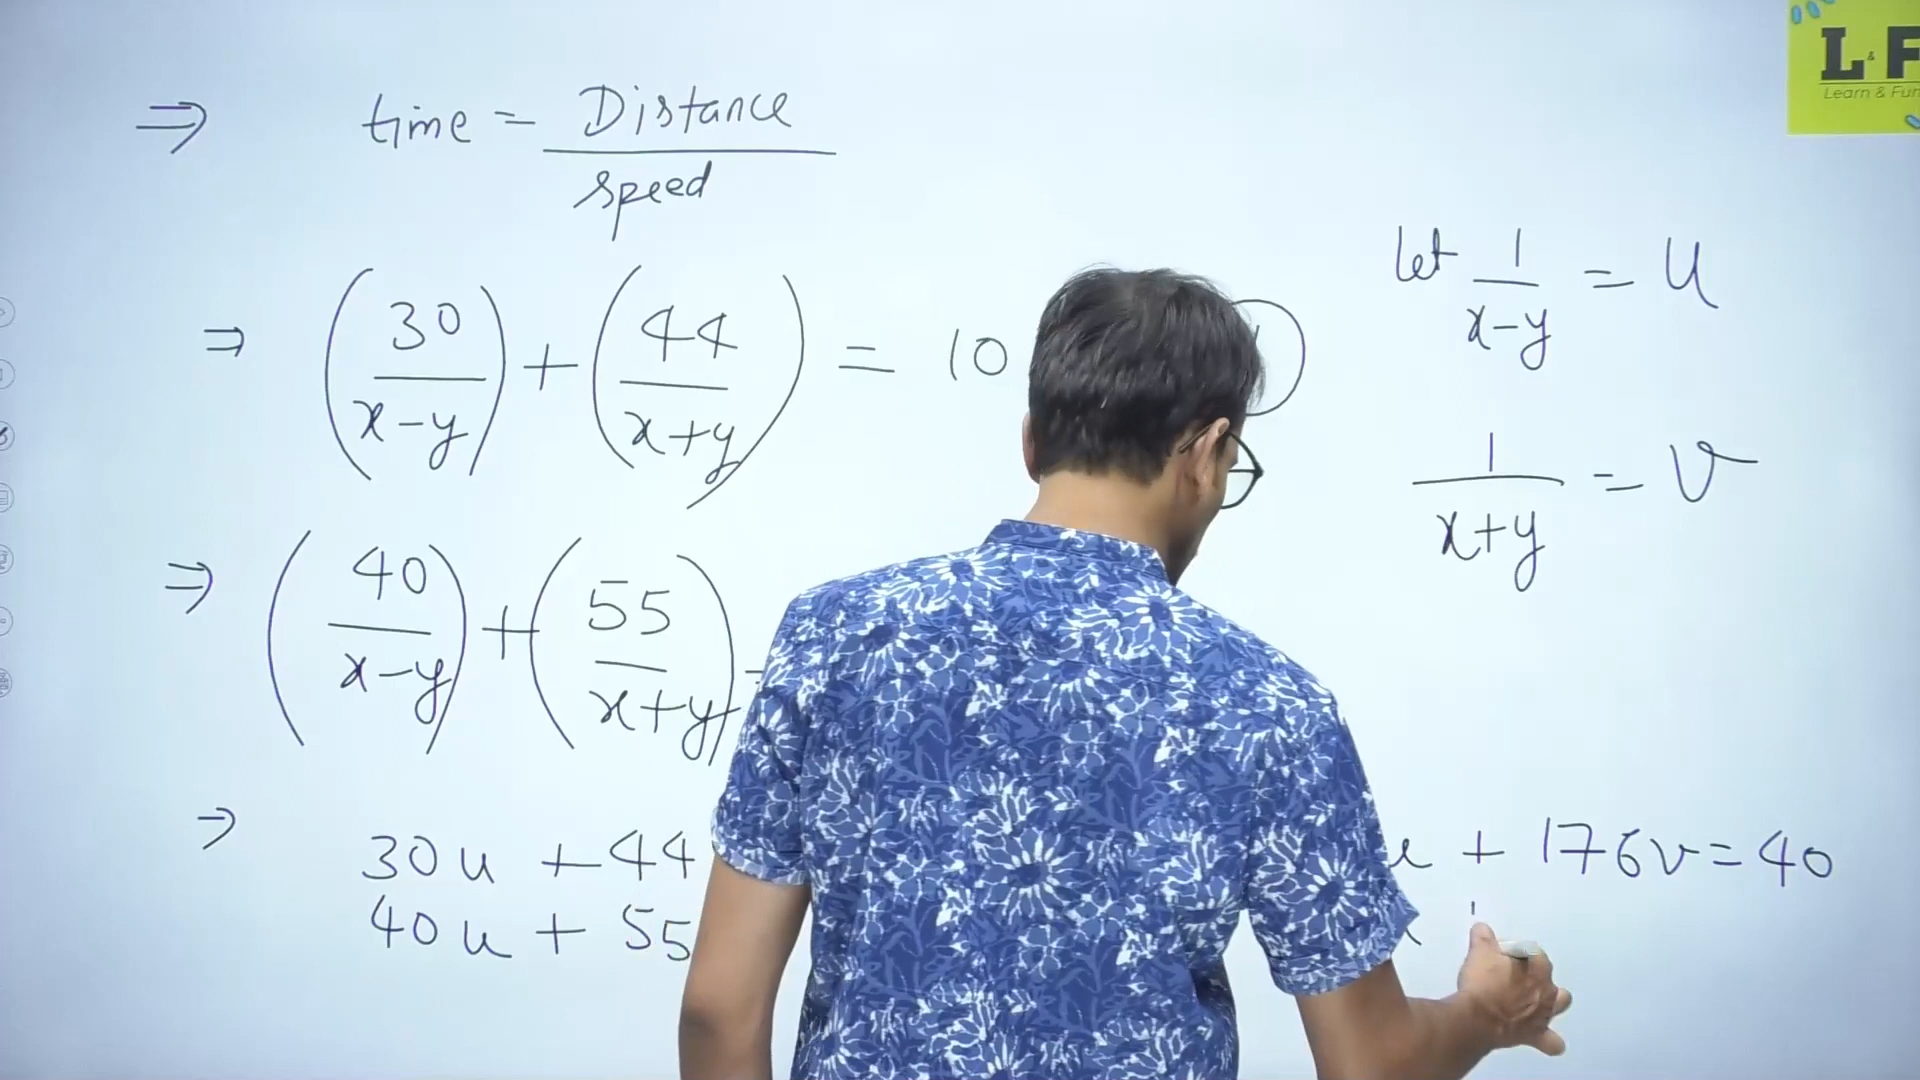 L&F
Learn & Fun
⇒ time = Distance / speed
let 1/(x-y) = u
⇒ (30/(x-y)) + (44/(x+y)) = 10
1/(x+y) = v
⇒ (40/(x-y)) + (55/(x+y))
⇒ 30u + 44
u + 176v = 40
40u + 55